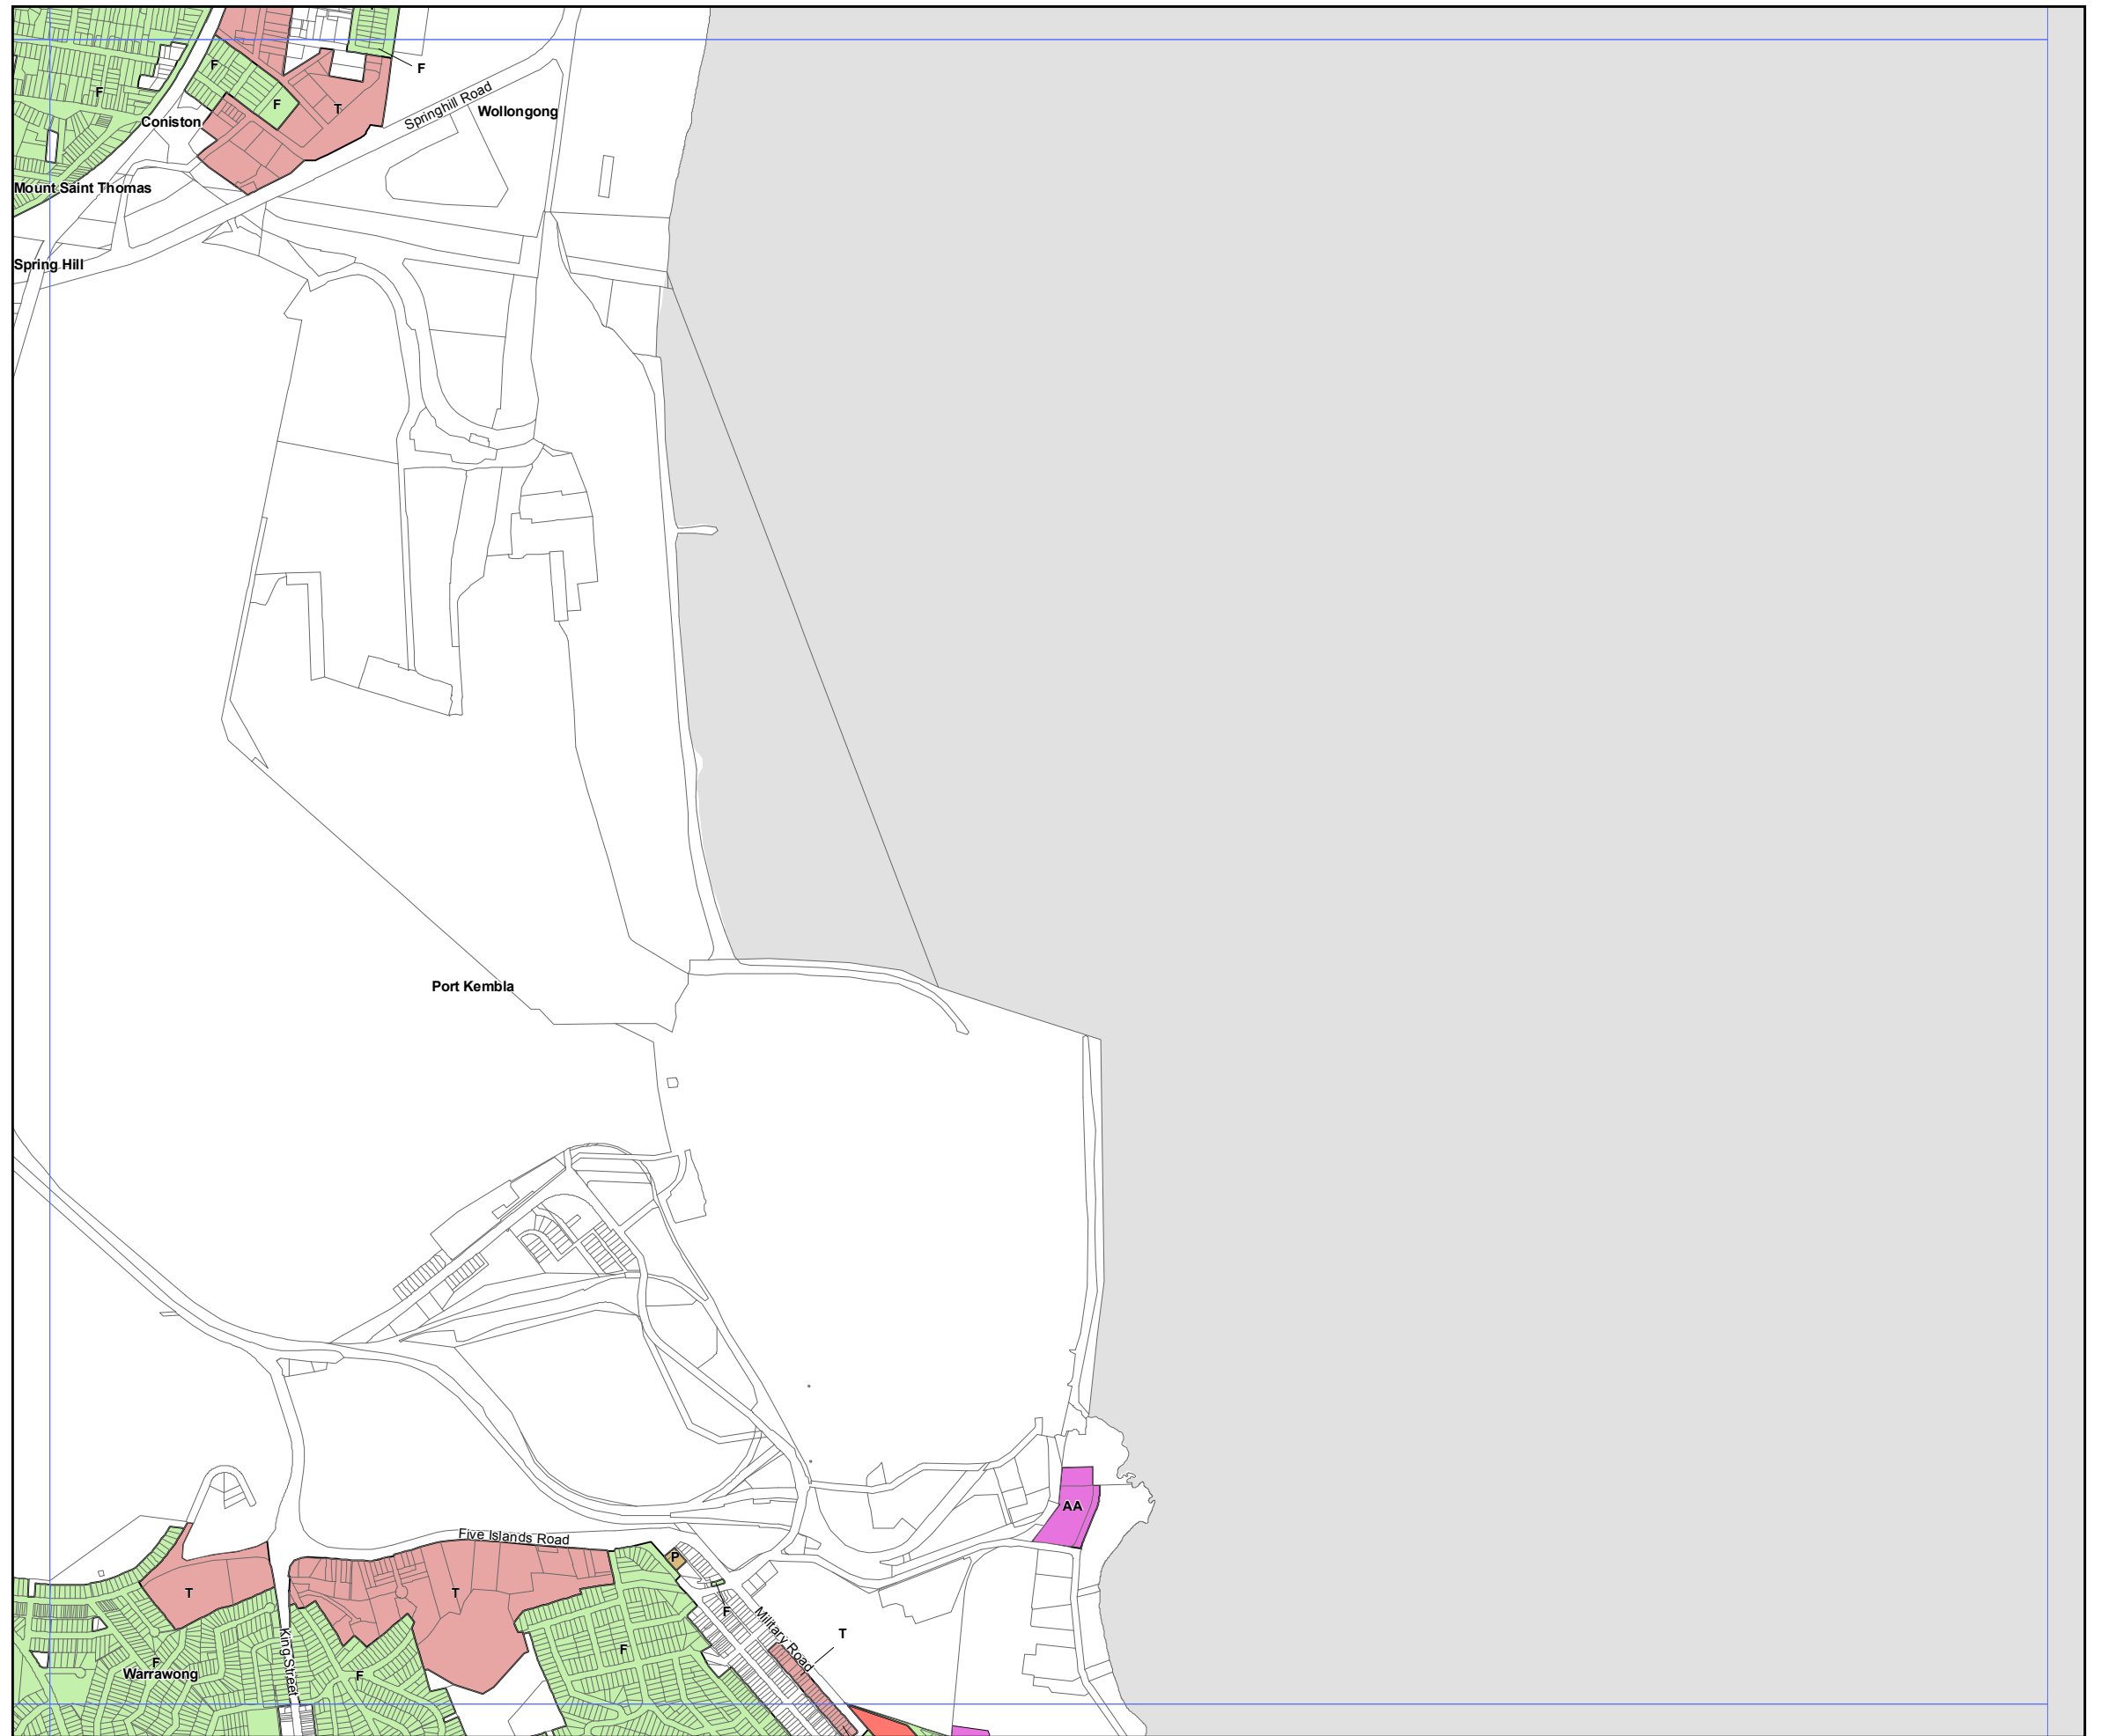 F
F
Springhill Road
F
F
T
Wollongong
Coniston
Mount Saint Thomas
Spring Hill
Port Kembla
AA
Five Islands Road
P
T
T
F
Military Road
T
King Street
F
F
Warrawong
F